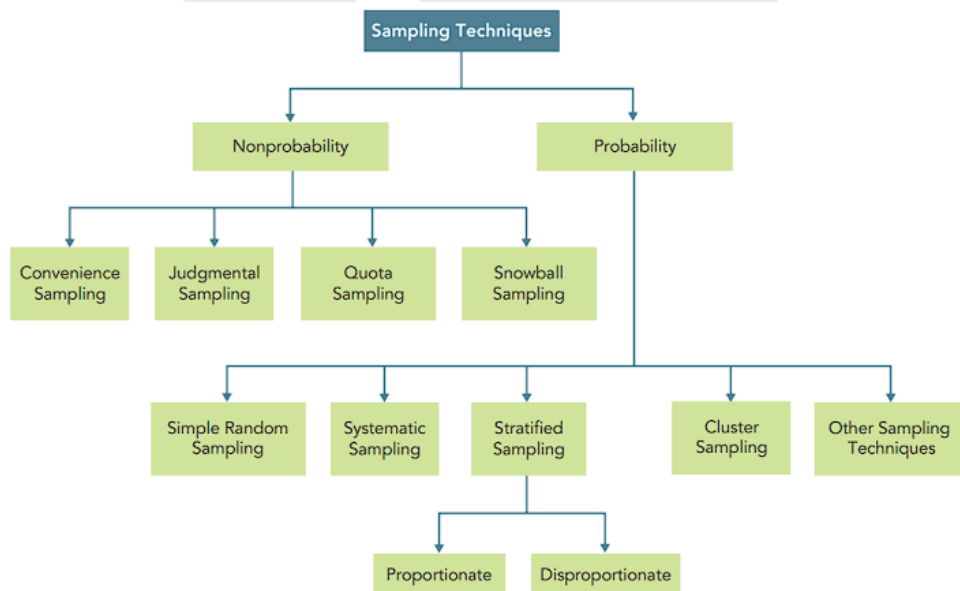 Sampling Techniques
Nonprobability
Probability
Convenience
Sampling
Judgmental
Sampling
Quota
Sampling
Snowball
Sampling
Simple Random
Sampling
Systematic
Sampling
Stratified
Sampling
Cluster
Sampling
Other Sampling
Techniques
Proportionate
Disproportionate